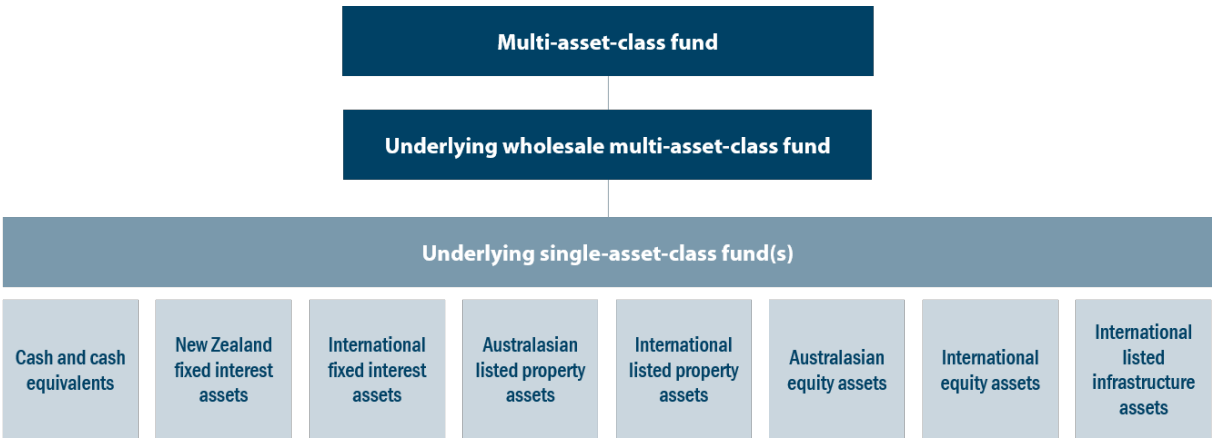 Multi-asset-class fund
Underlying wholesale multi-asset-class fund
Underlying single-asset-class fund(s)
Cash and cash
equivalents
New Zealand
fixed interest
assets
International
fixed interest
assets
Australasian
listed property
assets
International
listed property
assets
Australasian
equity assets
International
equity assets
International
listed
infrastructure
assets